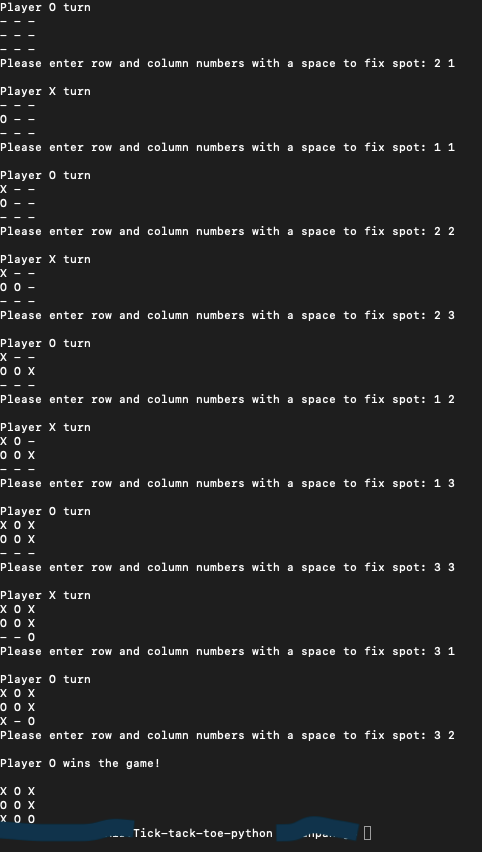 Player O turn
- - -
- - -
- - -
Please enter row and column numbers with a space to fix spot: 2 1
Player X turn
- - -
O - -
- - -
Please enter row and column numbers with a space to fix spot: 1 1
Player O turn
X - -
O - -
- - -
Please enter row and column numbers with a space to fix spot: 2 2
Player X turn
X - -
O O -
- - -
Please enter row and column numbers with a space to fix spot: 2 3
Player O turn
X - -
O O X
- - -
Please enter row and column numbers with a space to fix spot: 1 2
Player X turn
X O -
O O X
- - -
Please enter row and column numbers with a space to fix spot: 1 3
Player O turn
X O X
O O X
- - -
Please enter row and column numbers with a space to fix spot: 3 3
Player X turn
X O X
O O X
- - O
Please enter row and column numbers with a space to fix spot: 3 1
Player O turn
X O X
O O X
X - O
Please enter row and column numbers with a space to fix spot: 3 2
Player O wins the game!
X O X
O O X
X O O
Tick-tack-toe-python